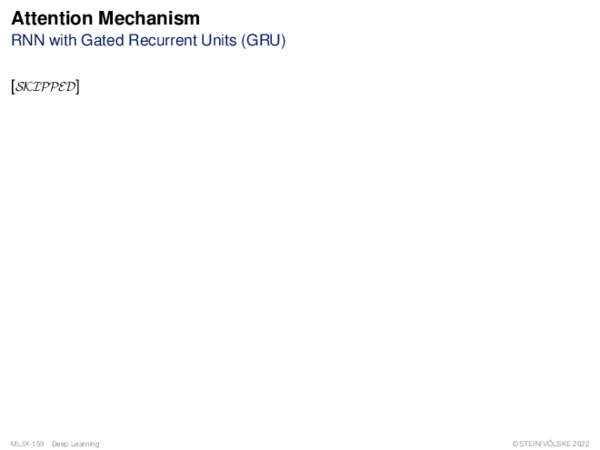 Attention Mechanism
RNN with Gated Recurrent Units (GRU)
[SKIPPED]
ML:IX-159 Deep Learning
©STEIN/VÖLSKE 2022